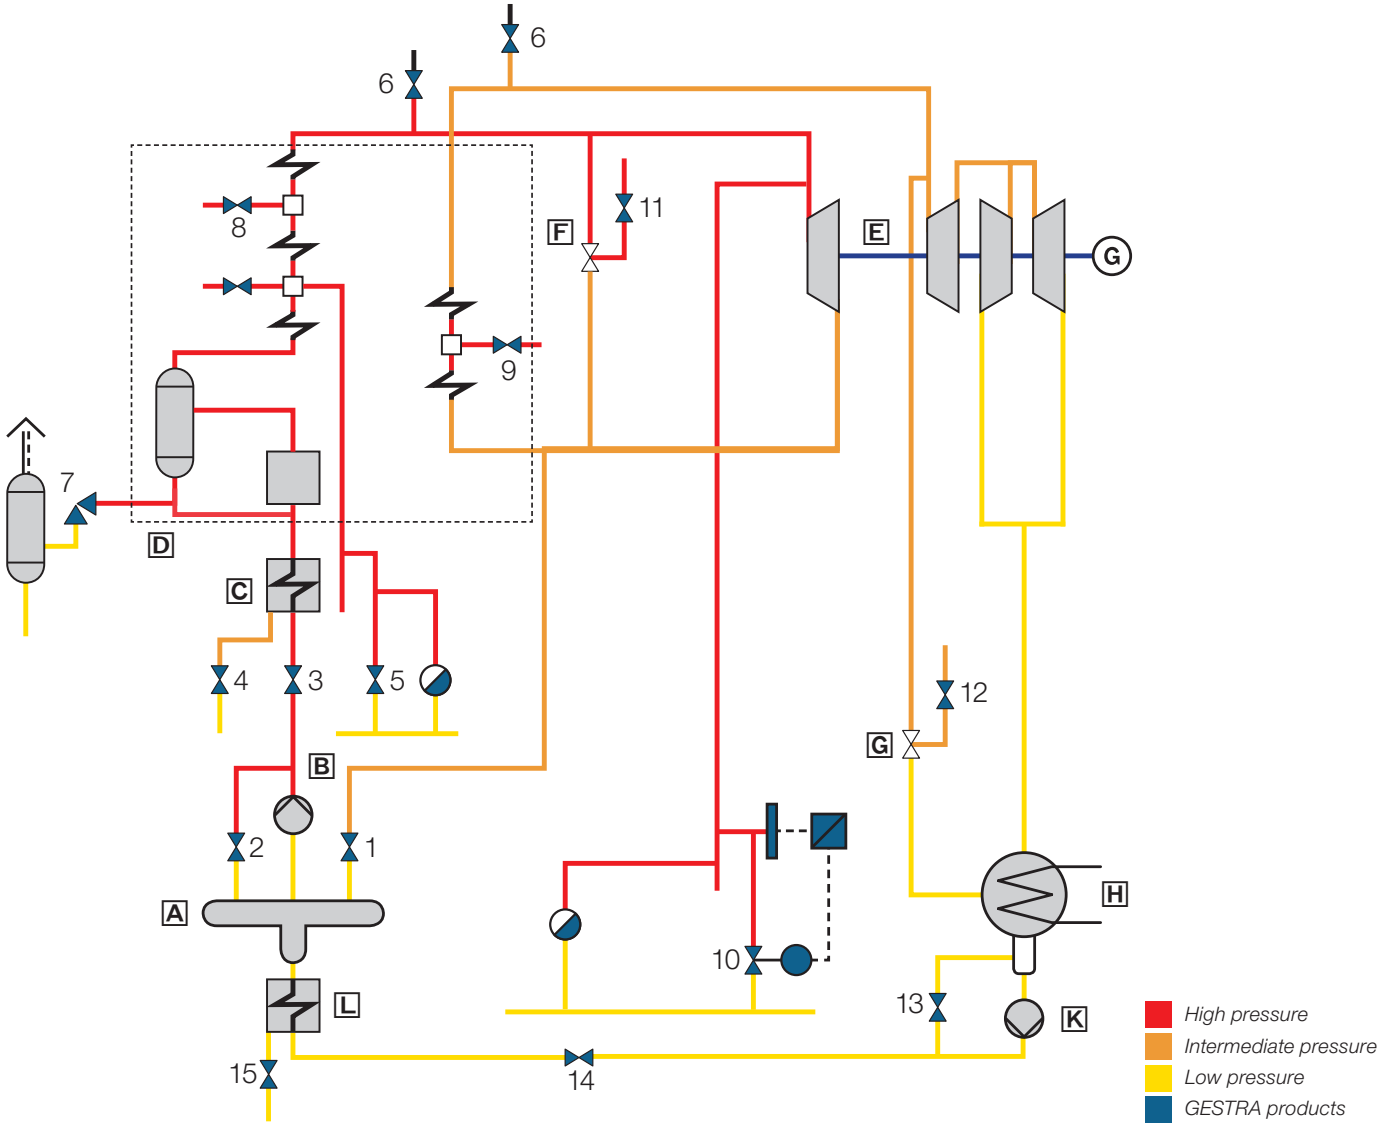 6
6
8
11
F
E
G
9
7
D
C
4
3
5
12
G
B
2
1
A
H
10
13
K
L
15
14
High pressure
Intermediate pressure
Low pressure
GESTRA products